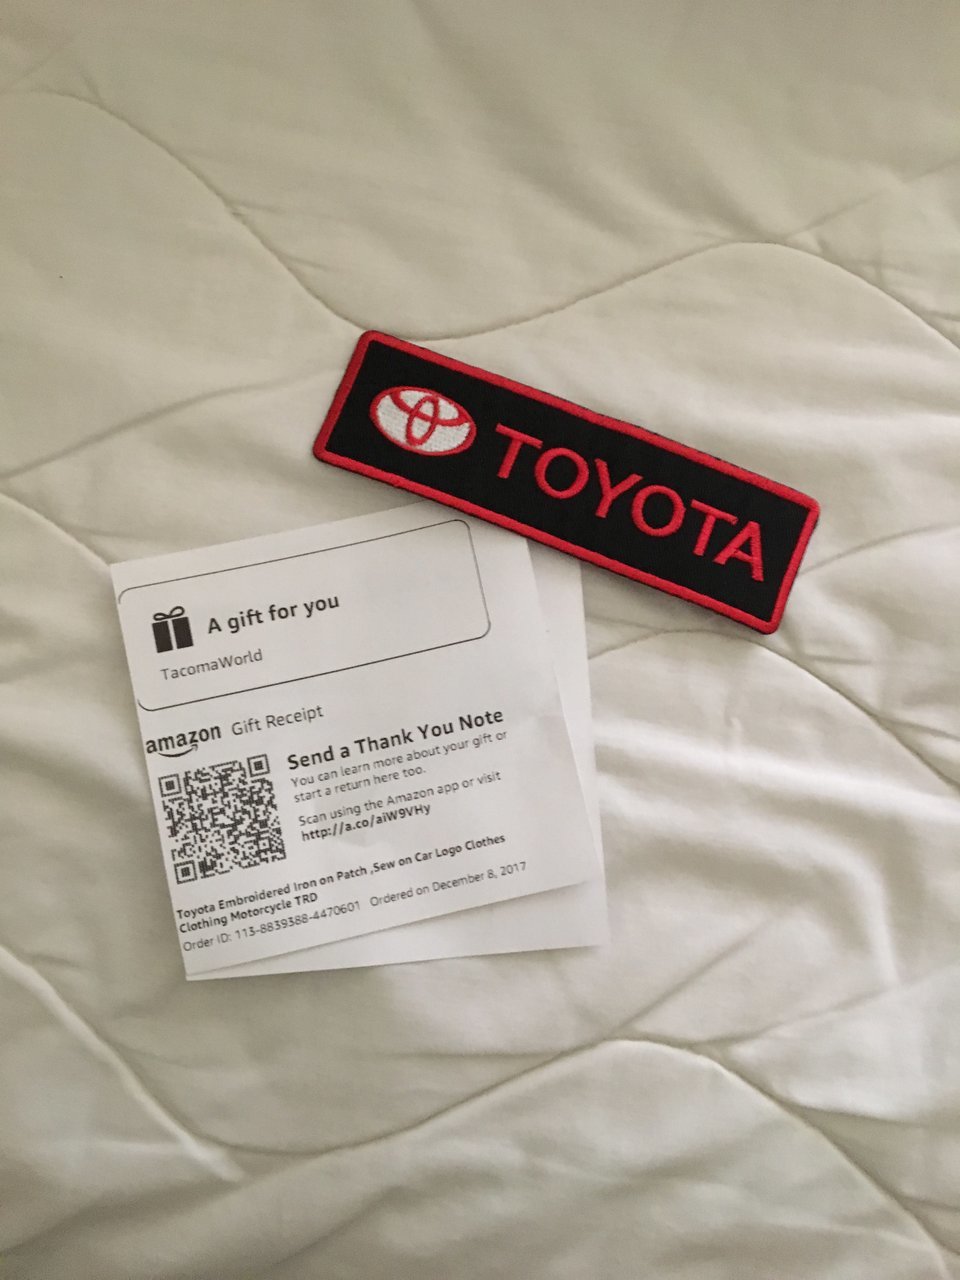 TOYOTA
A gift for you
TacomaWorld
amazon Gift Receipt
Send a Thank You Note
You can learn more about your gift or
start a return here too.
Scan using the Amazon app or visit
http://a.co/aiW9VHy
Toyota Embroidered Iron on Patch ,Sew on Car Logo Clothes
Clothing Motorcycle TRD
Order ID: 113-8839388-4470601 Ordered on December 8, 2017